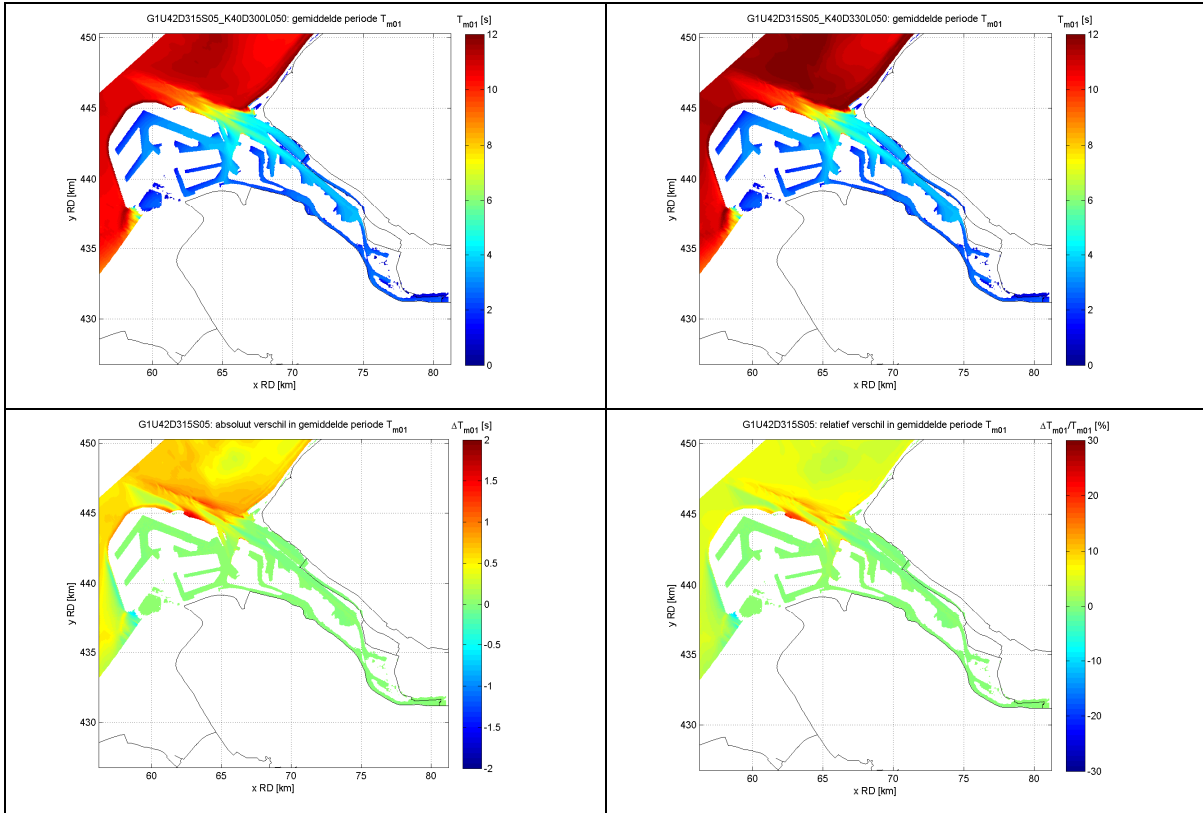 G1U42D315S05_K40D300L050: gemiddelde periode Tm01
Tm01 [s]
450
445
440
435
430
y RD [km]
60 65 70 75 80
x RD [km]
12
10
8
6
4
2
0
G1U42D315S05_K40D330L050: gemiddelde periode Tm01
Tm01 [s]
450
445
440
435
430
y RD [km]
60 65 70 75 80
x RD [km]
12
10
8
6
4
2
0
G1U42D315S05: absoluut verschil in gemiddelde periode Tm01
ΔTm01 [s]
450
445
440
435
430
y RD [km]
60 65 70 75 80
x RD [km]
2
1.5
1
0.5
0
-0.5
-1
-1.5
-2
G1U42D315S05: relatief verschil in gemiddelde periode Tm01
ΔTm01/Tm01 [%]
450
445
440
435
430
y RD [km]
60 65 70 75 80
x RD [km]
30
20
10
0
-10
-20
-30